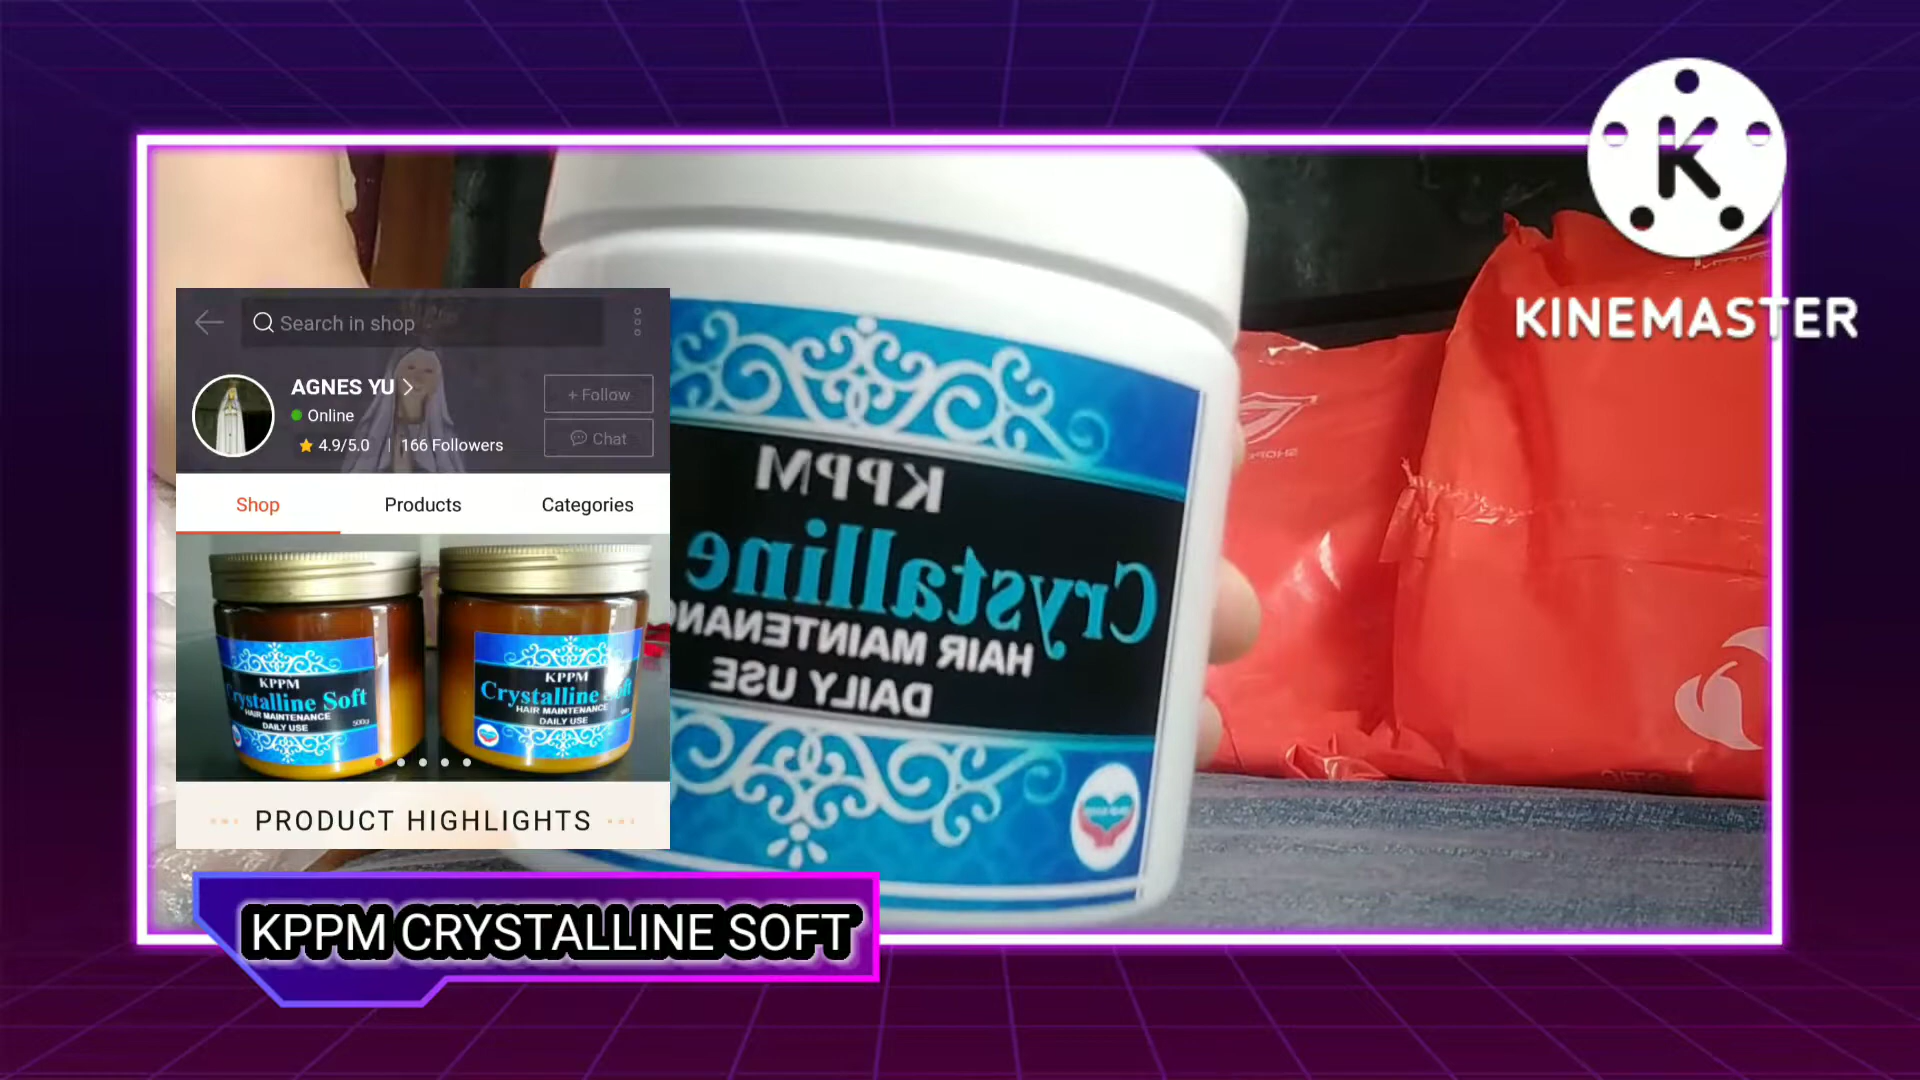 KINEMASTER
Search in shop
AGNES YU
+ Follow
Online
Chat
4.9/5.0 | 166 Followers
Shop
Products
Categories
KPPM
Crystalline Soft
HAIR MAINTENANCE
DAILY USE
500g
KPPM
Crystalline
HAIR MAINTENANCE
DAILY USE
PRODUCT HIGHLIGHTS
KPPM
Crystalline
HAIR MAINTENANC
DAILY USE
KPPM CRYSTALLINE SOFT